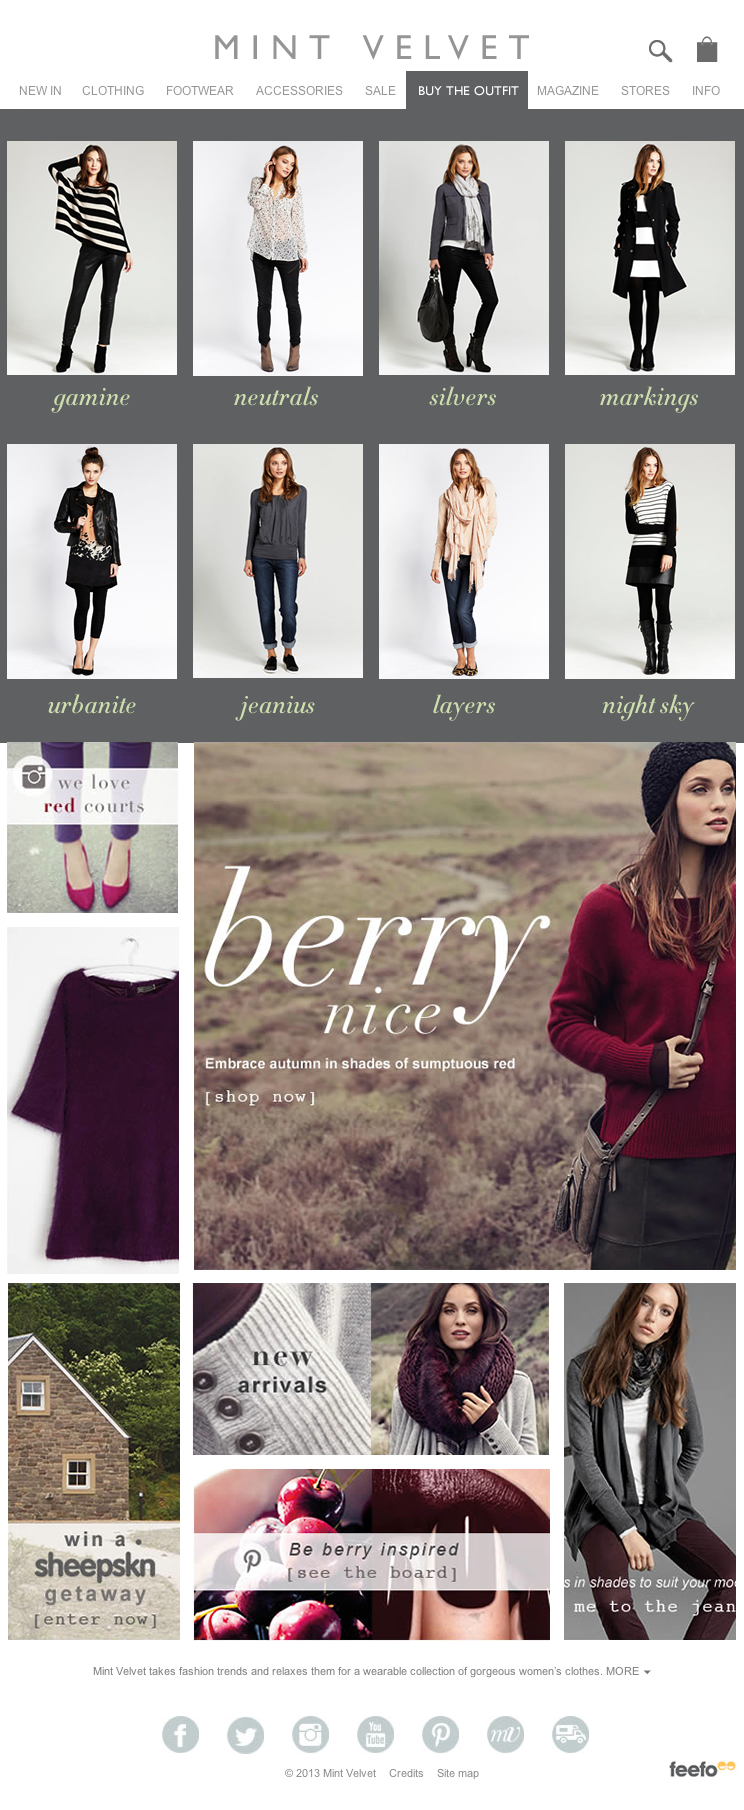 MINT VELVET
NEW IN CLOTHING FOOTWEAR ACCESSORIES SALE BUY THE OUTFIT MAGAZINE STORES INFO
gamine neutrals silvers markings
urbanite jeanius layers night sky
we love
red courts
berry
nice
Embrace autumn in shades of sumptuous red
[shop now]
new
arrivals
win a
sheepskn
getaway
[enter now]
Be berry inspired
[see the board]
s in shades to suit your moo
me to the jean
Mint Velvet takes fashion trends and relaxes them for a wearable collection of gorgeous women's clothes. MORE
f You Tube mv
© 2013 Mint Velvet Credits Site map
feefo